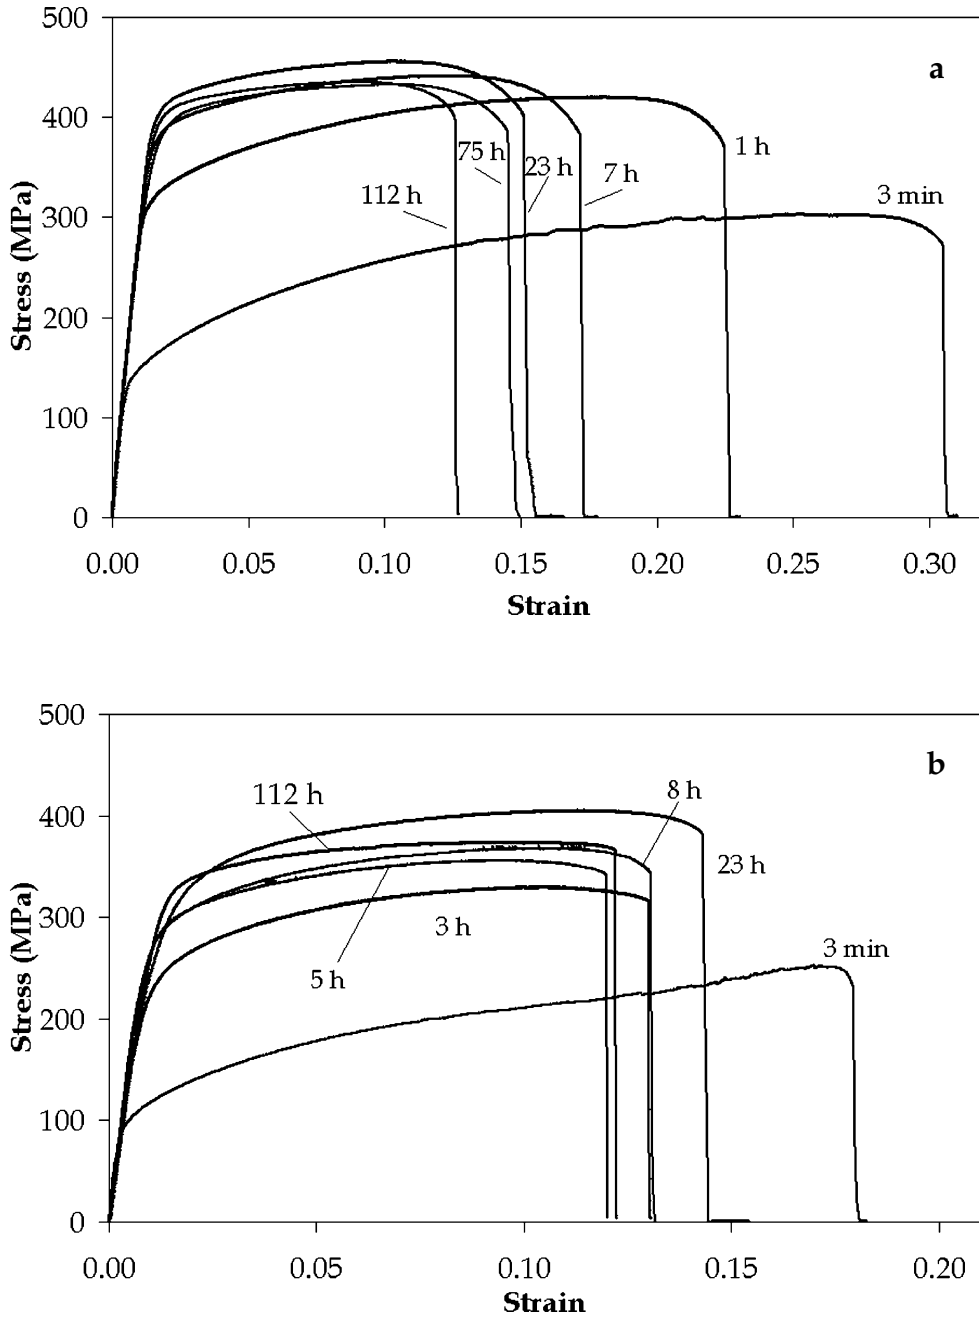 500
a
400
1 h
75 h
23 h
7 h
112 h
3 min
300
Stress (MPa)
200
100
0
0.00 0.05 0.10 0.15 0.20 0.25 0.30
Strain
500
b
112 h
8 h
400
23 h
300
3 h
3 min
5 h
Stress (MPa)
200
100
0
0.00 0.05 0.10 0.15 0.20
Strain